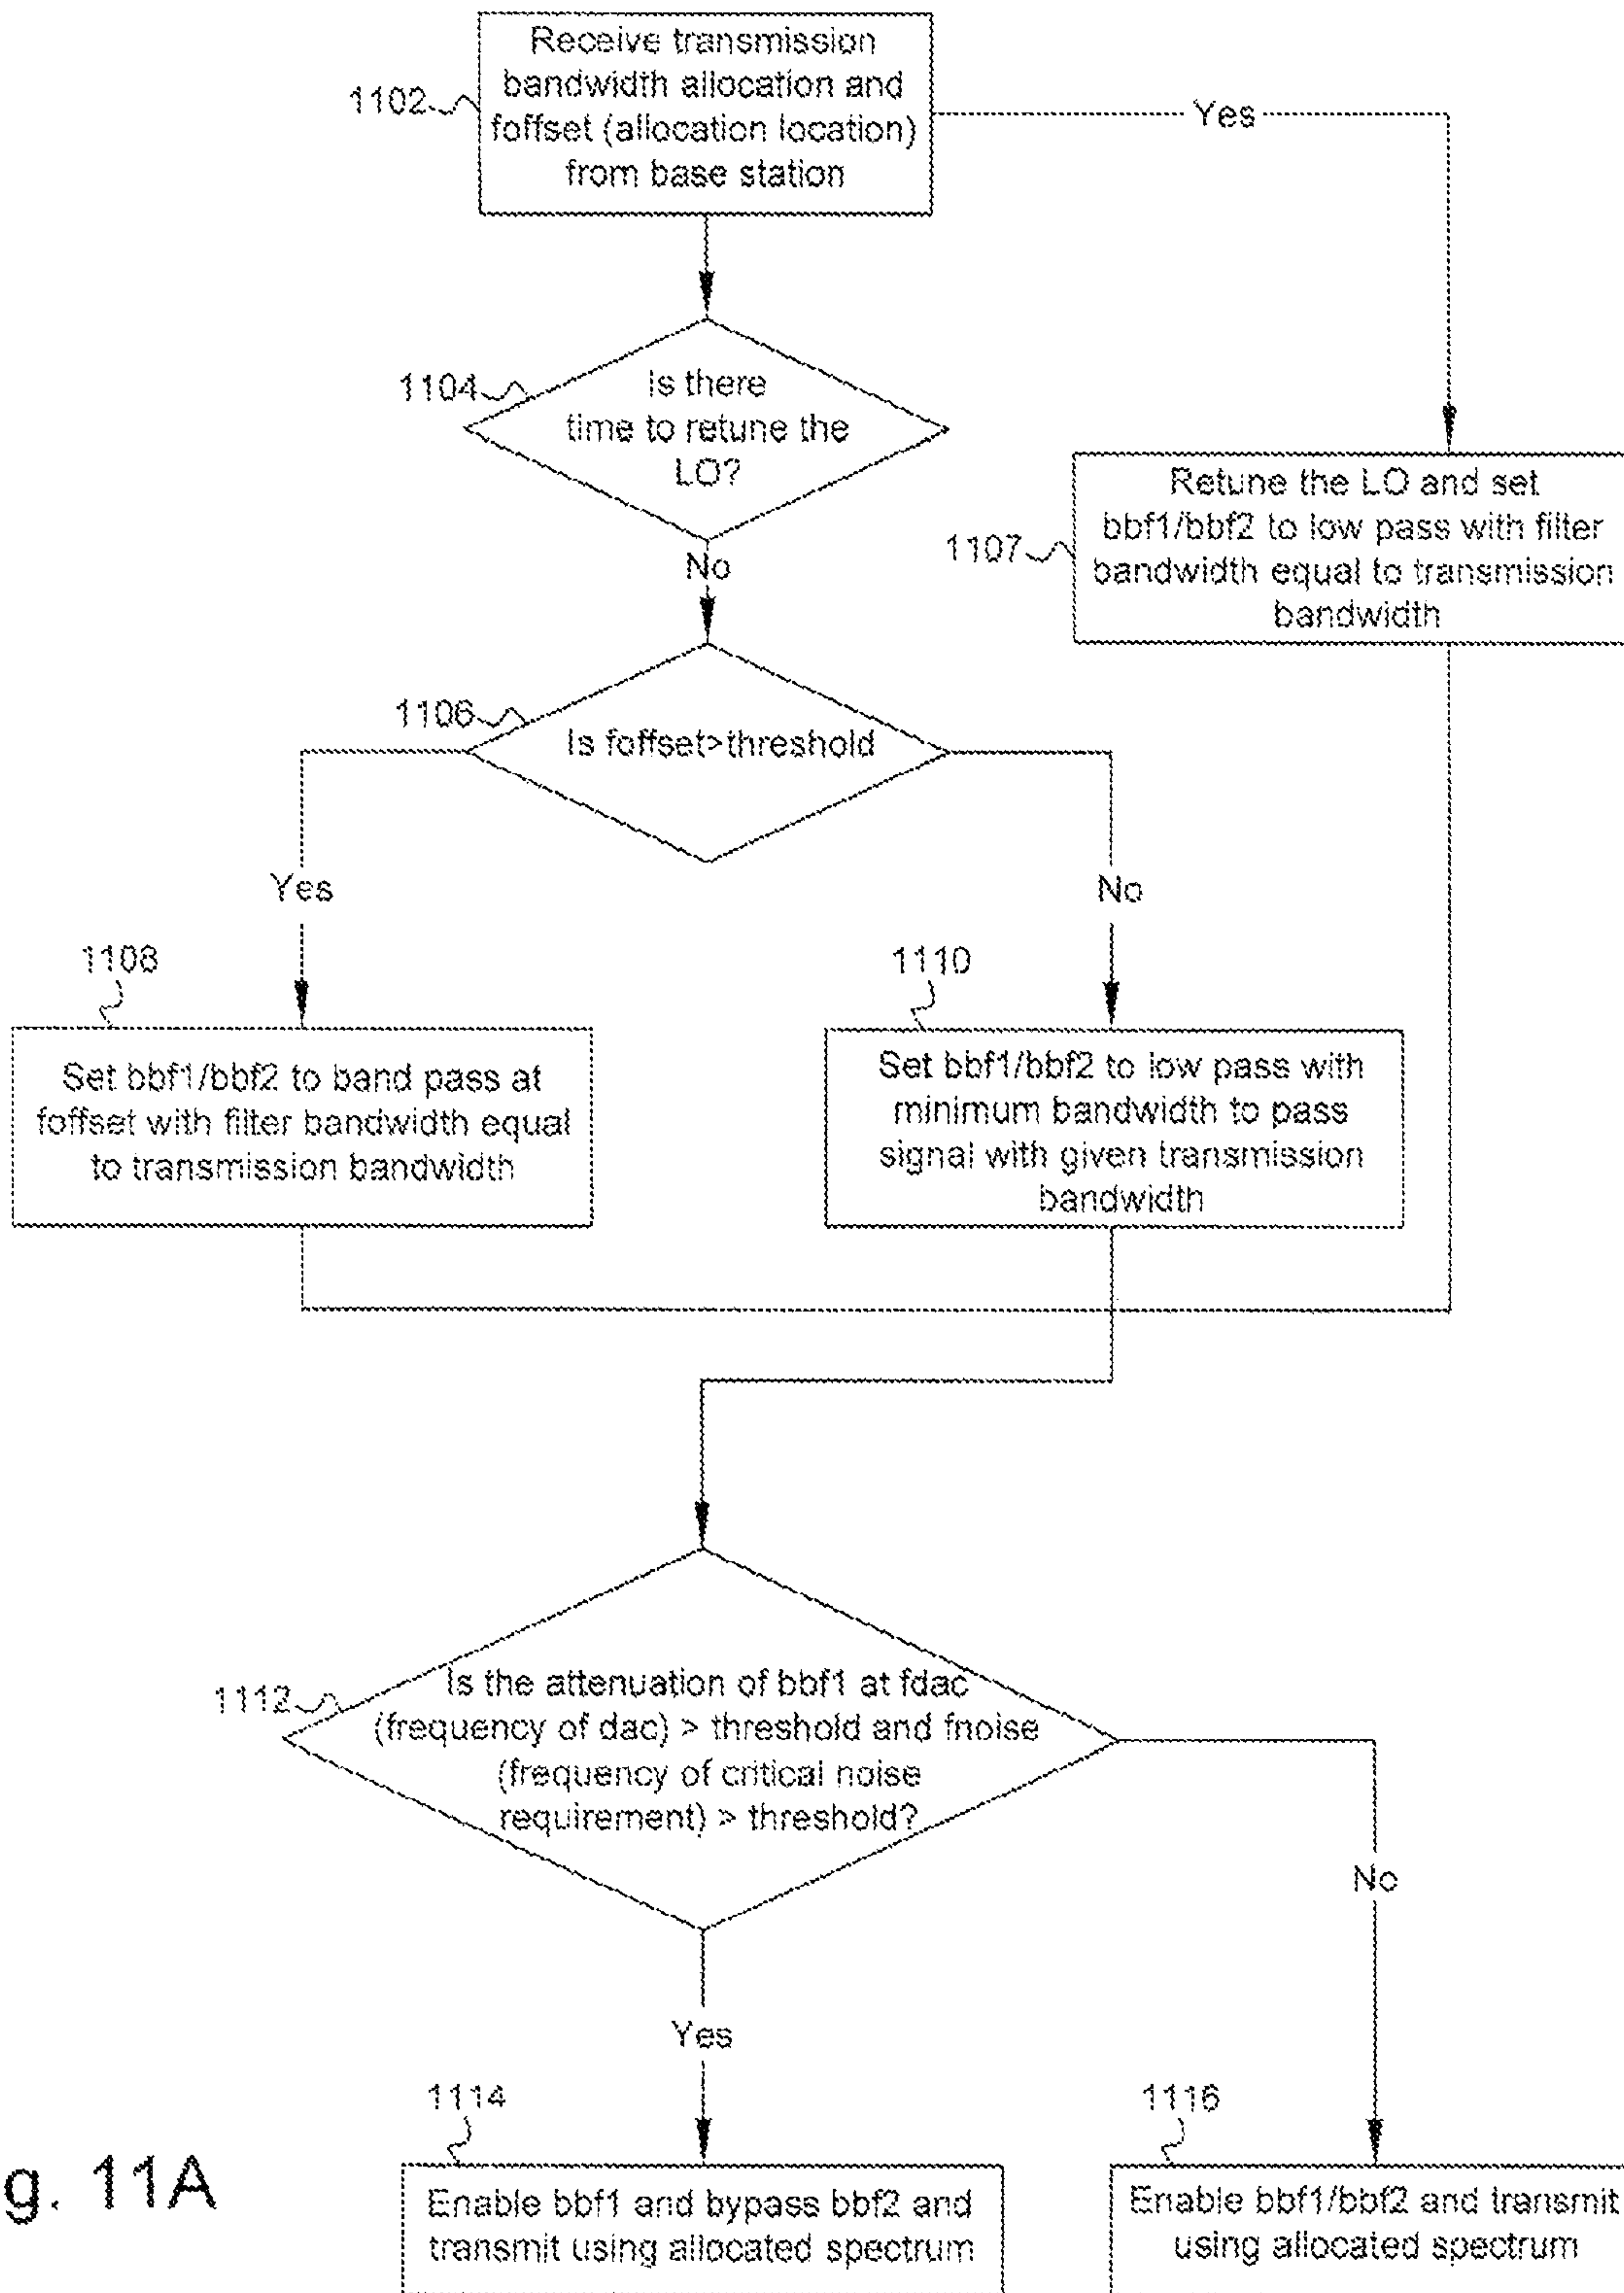 Receive transmission
bandwidth allocation and
foffset (allocation location)
from base station
1102
Yes
1104
Is there
time to retune the
LO?
No
1107
Retune the LO and set
bbf1/bbf2 to low pass with filter
bandwidth equal to transmission
bandwidth
1106
Is foffset>threshold
Yes
No
1108
1110
Set bbf1/bbf2 to band pass at
foffset with filter bandwidth equal
to transmission bandwidth
Set bbf1/bbf2 to low pass with
minimum bandwidth to pass
signal with given transmission
bandwidth
1112
Is the attenuation of bbf1 at fdac
(frequency of dac) > threshold and fnoise
(frequency of critical noise
requirement) > threshold?
No
Yes
1114
1116
g. 11A
Enable bbf1 and bypass bbf2 and
transmit using allocated spectrum
Enable bbf1/bbf2 and transmit
using allocated spectrum